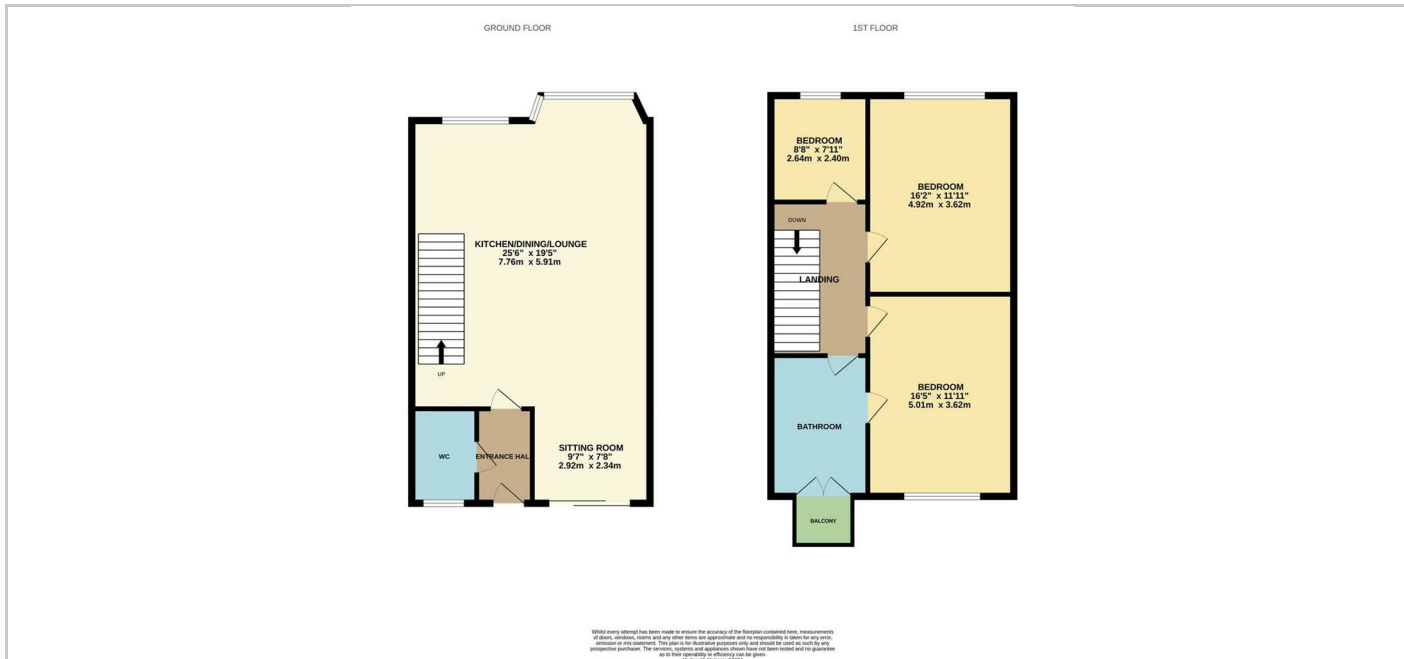 GROUND FLOOR
KITCHEN/DINING/LOUNGE
25'6" x 19'5"
7.76m x 5.91m
UP
WC
ENTRANCE HAL
SITTING ROOM
9'7" x 7'8"
2.92m x 2.34m
1ST FLOOR
BEDROOM
8'8" x 7'11"
2.64m x 2.40m
BEDROOM
16'2" x 11'11"
4.92m x 3.62m
DOWN
LANDING
BEDROOM
16'5" x 11'11"
5.01m x 3.62m
BATHROOM
BALCONY
Whilst every attempt has been made to ensure the accuracy of the floorplan contained here, measurements
of doors, windows, rooms and any other items are approximate and no responsibility is taken for any error,
omission or mis-statement. This plan is for illustrative purposes only and should be used as such by any
prospective purchaser. The services, systems and appliances shown have not been tested and no guarantee
as to their operability or efficiency can be given.